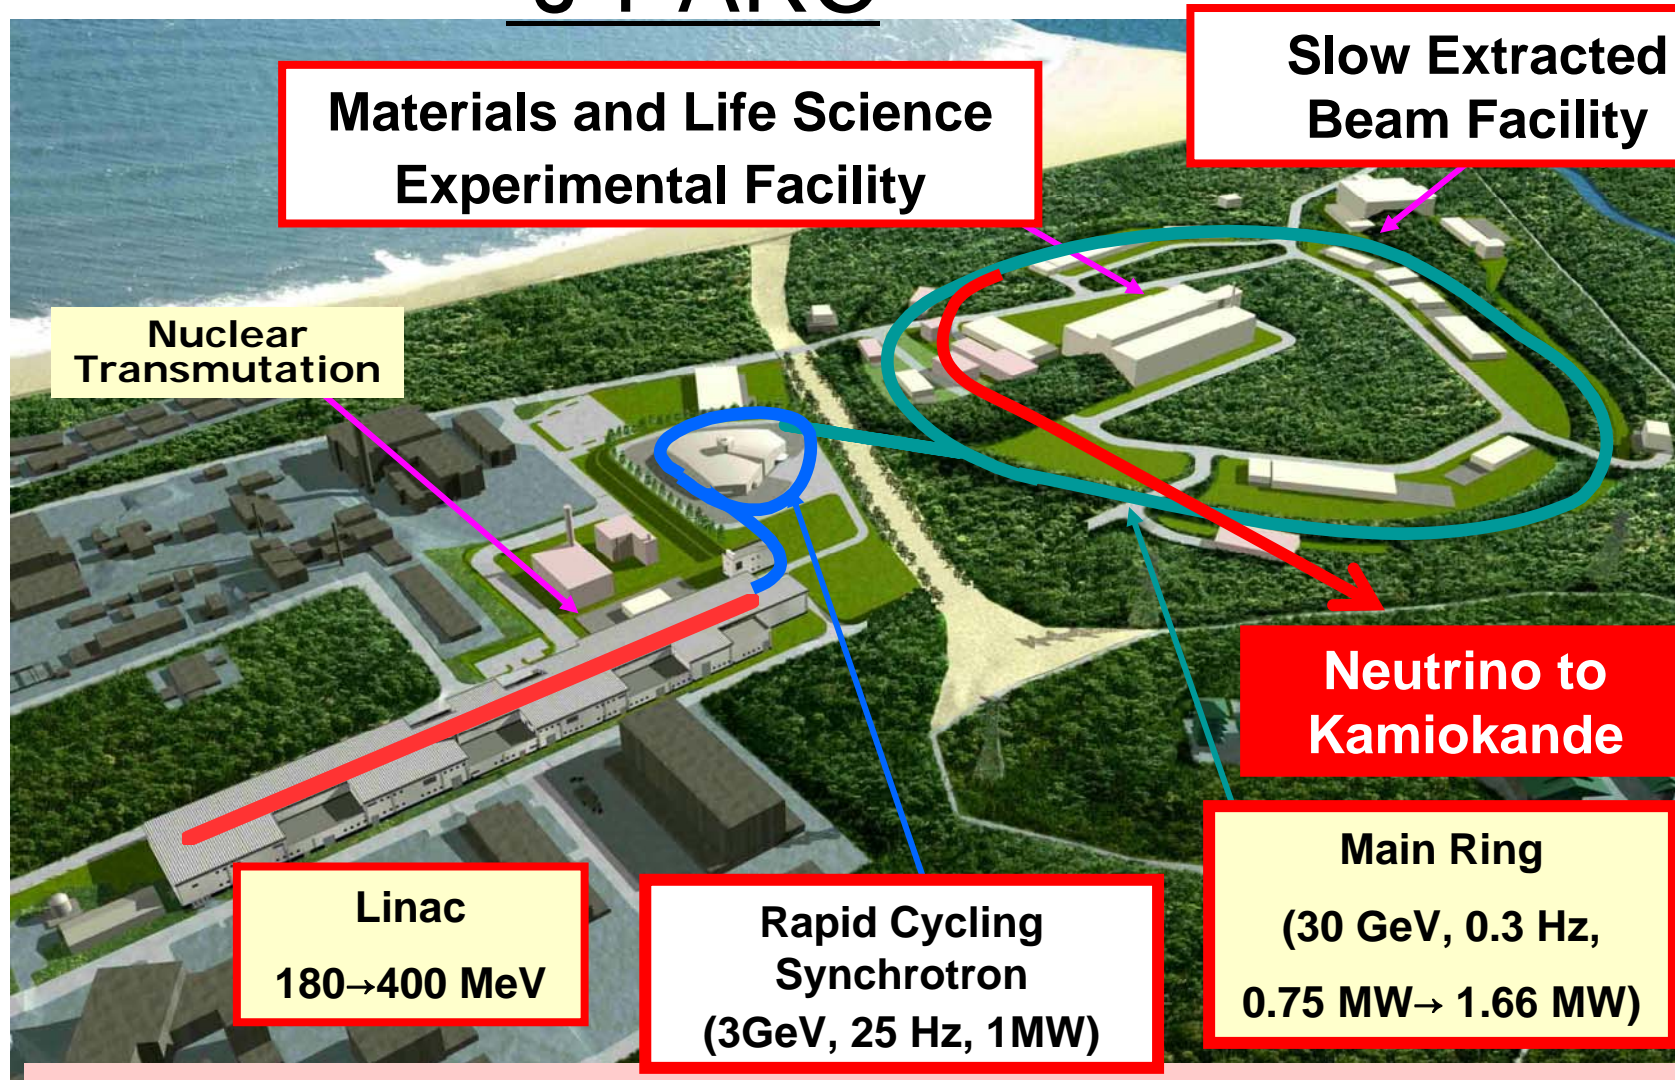 J-PARC
Materials and Life Science
Experimental Facility
Slow Extracted
Beam Facility
Nuclear
Transmutation
Neutrino to
Kamiokande
Linac
180→400 MeV
Rapid Cycling
Synchrotron
(3GeV, 25 Hz, 1MW)
Main Ring
(30 GeV, 0.3 Hz,
0.75 MW→ 1.66 MW)